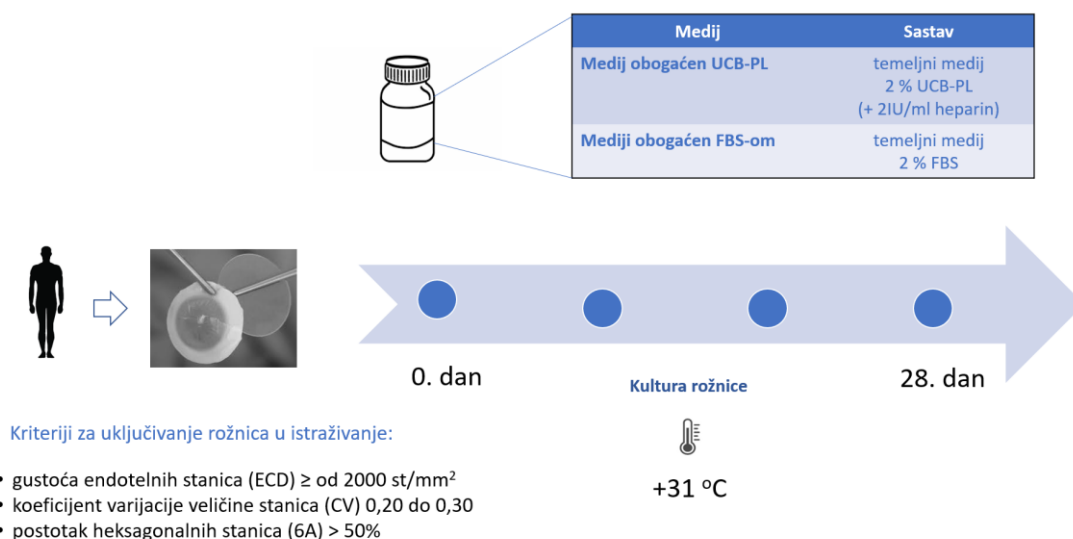 Medij Sastav
Medij obogaćen UCB-PL temeljni medij
2 % UCB-PL
(+ 2IU/ml heparin)
Mediji obogaćen FBS-om temeljni medij
2 % FBS
0. dan
Kultura rožnice
28. dan
+31 °C
Kriteriji za uključivanje rožnica u istraživanje:
• gustoća endotelnih stanica (ECD) ≥ od 2000 st/mm²
• koeficijent varijacije veličine stanica (CV) 0,20 do 0,30
• postotak heksagonalnih stanica (6A) > 50%